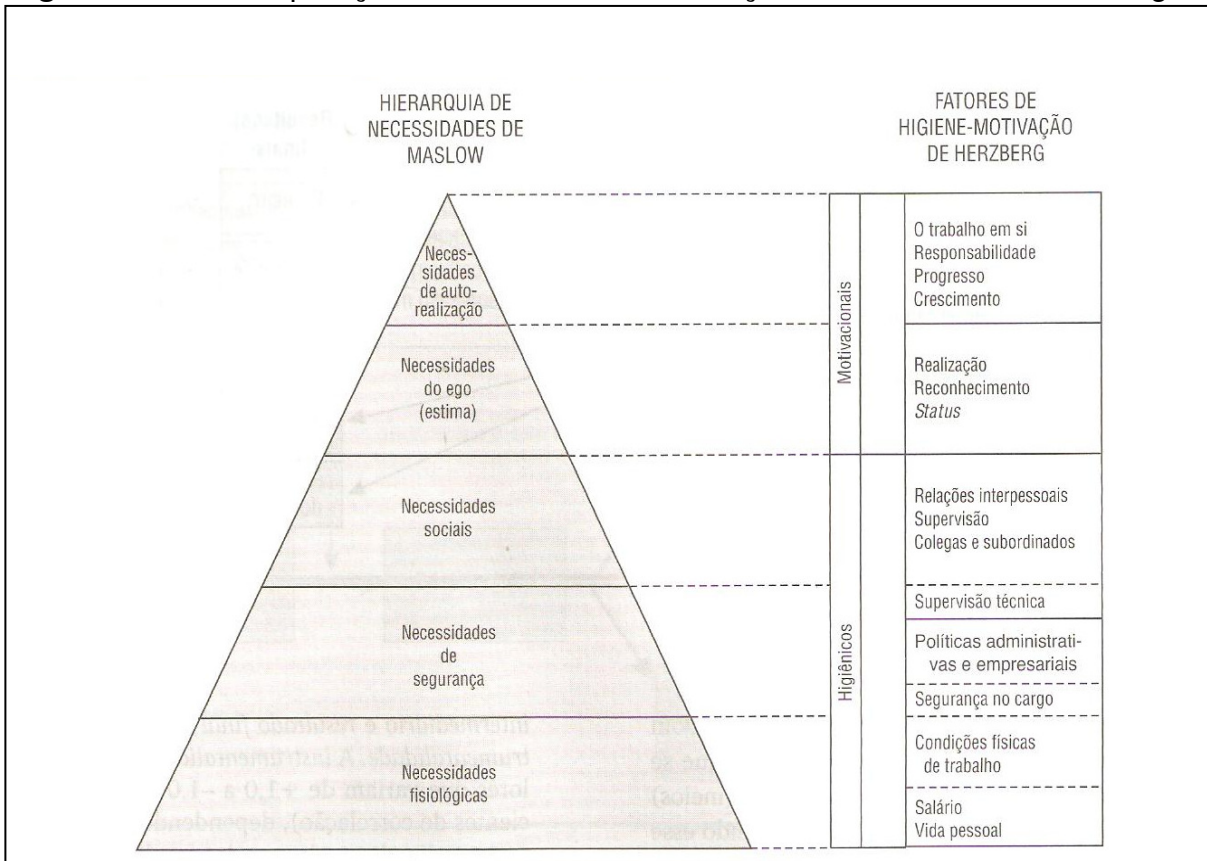 HIERARQUIA DE
NECESSIDADES DE
MASLOW
FATORES DE
HIGIENE-MOTIVAÇÃO
DE HERZBERG
Neces-
sidades
de auto-
realização
Necessidades
do ego
(estima)
Necessidades
sociais
Necessidades
de
segurança
Necessidades
fisiológicas
Motivacionais
Higiênicos
O trabalho em si
Responsabilidade
Progresso
Crescimento
Realização
Reconhecimento
Status
Relações interpessoais
Supervisão
Colegas e subordinados
Supervisão técnica
Políticas administrati-
vas e empresariais
Segurança no cargo
Condições físicas
de trabalho
Salário
Vida pessoal